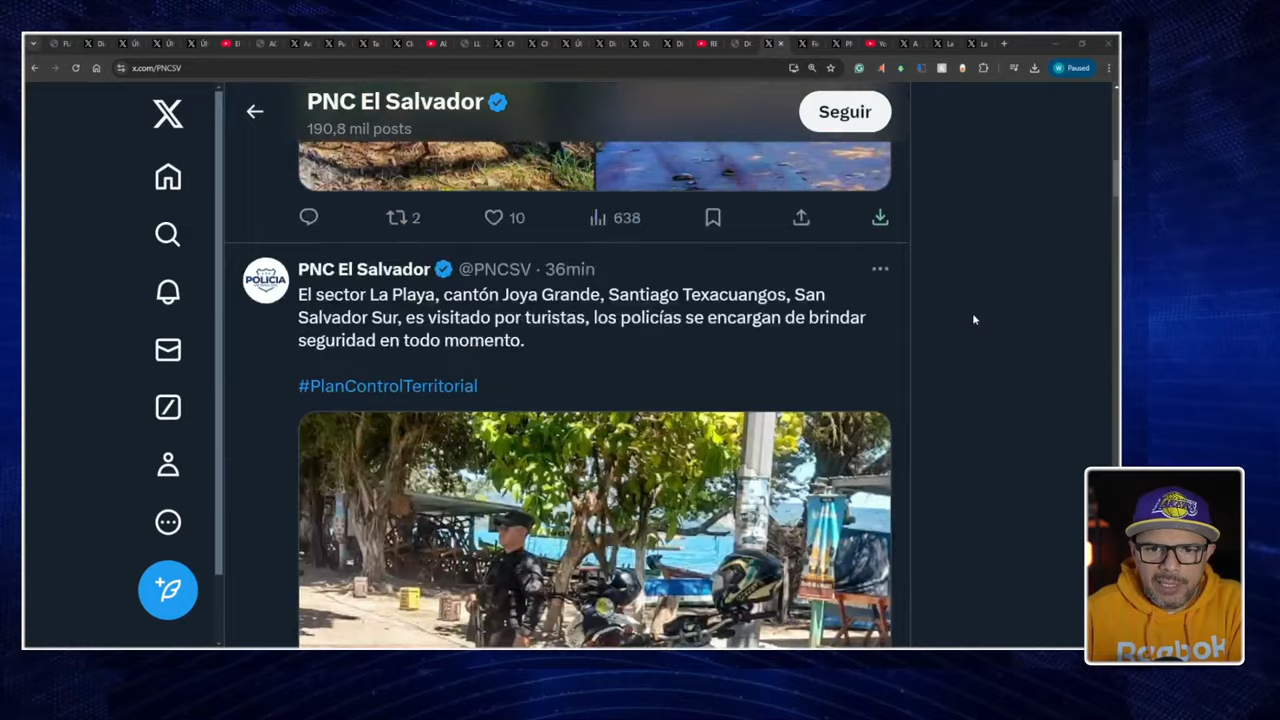 x.com/PNCSV
Paused
PNC El Salvador
190,8 mil posts
Seguir
2
10
638
PNC El Salvador @PNCSV · 36min
POLICIA
El sector La Playa, cantón Joya Grande, Santiago Texacuangos, San
Salvador Sur, es visitado por turistas, los policías se encargan de brindar
seguridad en todo momento.
#PlanControlTerritorial
Reebok